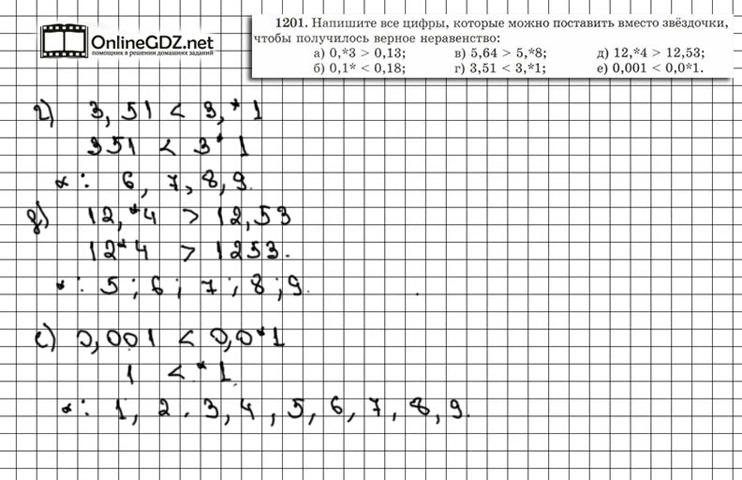 OnlineGDZ.net
помощник в решении домашних заданий
1201. Напишите все цифры, которые можно поставить вместо звёздочки,
чтобы получилось верное неравенство:
а) 0,*3 > 0,13; в) 5,64 > 5,*8; д) 12,*4 > 12,53;
б) 0,1* < 0,18; г) 3,51 < 3,*1; е) 0,001 < 0,0*1.
г) 3,51 < 3,*1
351 < 3*1
*: 6, 7, 8, 9.
д) 12,*4 > 12,53
12*4 > 1253.
*: 5; 6; 7; 8; 9.
е) 0,001 < 0,0*1
1 < *1.
*: 1, 2, 3, 4, 5, 6, 7, 8, 9.